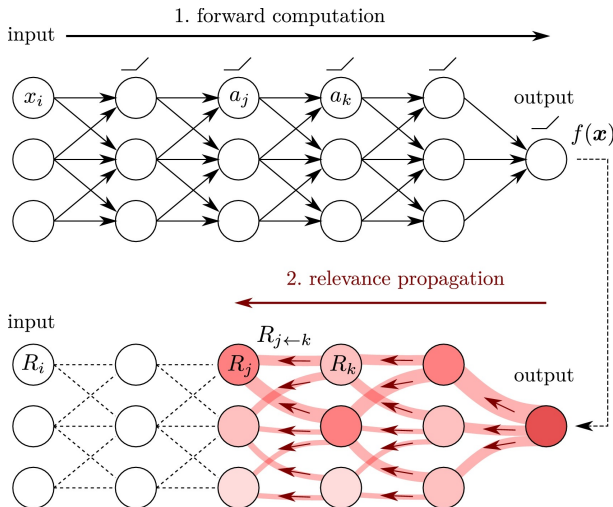 1. forward computation
input
x_i
a_j
a_k
output
f(x)
2. relevance propagation
input
R_{j←k}
R_i
R_j
R_k
output